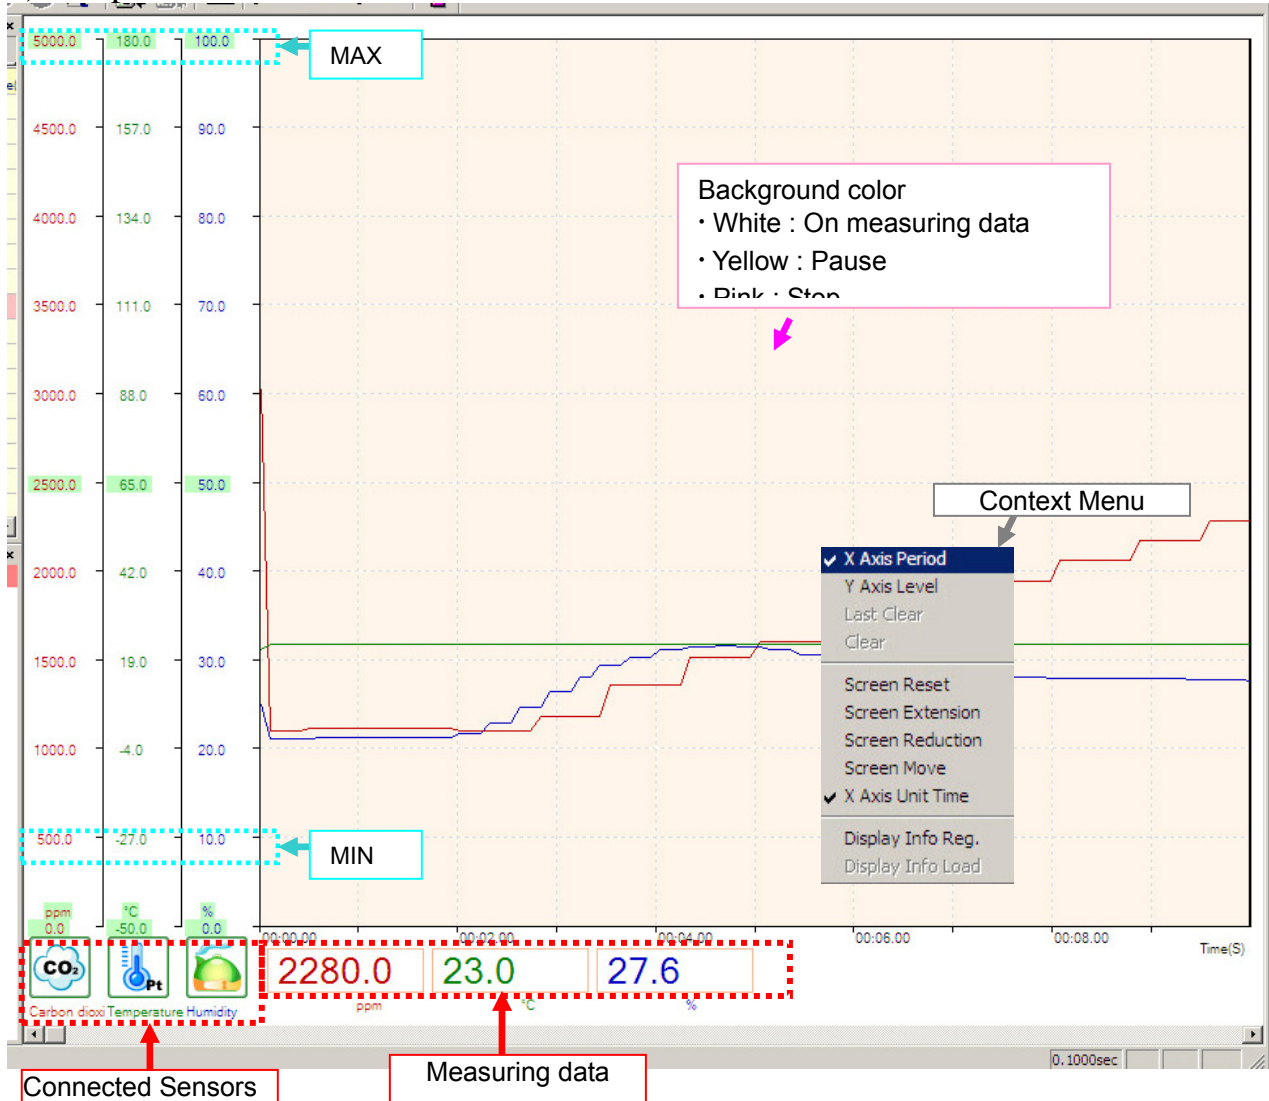 5000.0 180.0 100.0
MAX
4500.0 157.0 90.0
Background color
・White : On measuring data
・Yellow : Pause
・Pink : Stop
4000.0 134.0 80.0
3500.0 111.0 70.0
3000.0 88.0 60.0
2500.0 65.0 50.0
Context Menu
X Axis Period
Y Axis Level
Last Clear
Clear
Screen Reset
Screen Extension
Screen Reduction
Screen Move
X Axis Unit Time
Display Info Reg.
Display Info Load
2000.0 42.0 40.0
1500.0 19.0 30.0
1000.0 -4.0 20.0
500.0 -27.0 10.0
MIN
ppm °C %
0.0 -50.0 0.0
00:00.00 00:02.00 00:04.00 00:06.00 00:08.00
Time(S)
CO₂ Pt
2280.0 23.0 27.6
Carbon dioxi Temperature Humidity
ppm °C %
0.1000sec
Connected Sensors
Measuring data